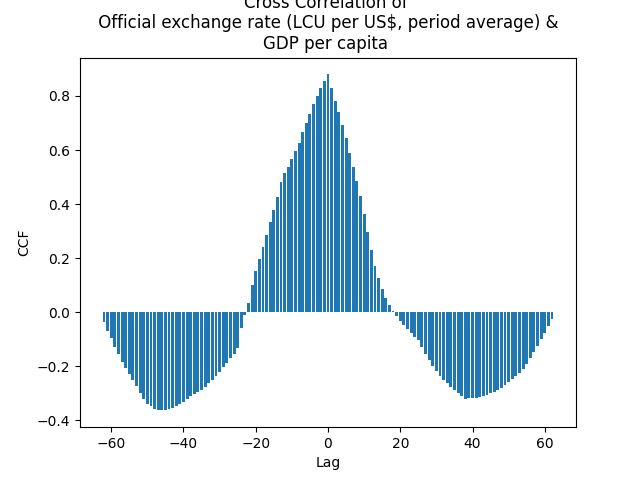 Cross Correlation of
Official exchange rate (LCU per US$, period average) &
GDP per capita
0.8
0.6
0.4
0.2
0.0
−0.2
−0.4
CCF
−60
−40
−20
0
20
40
60
Lag